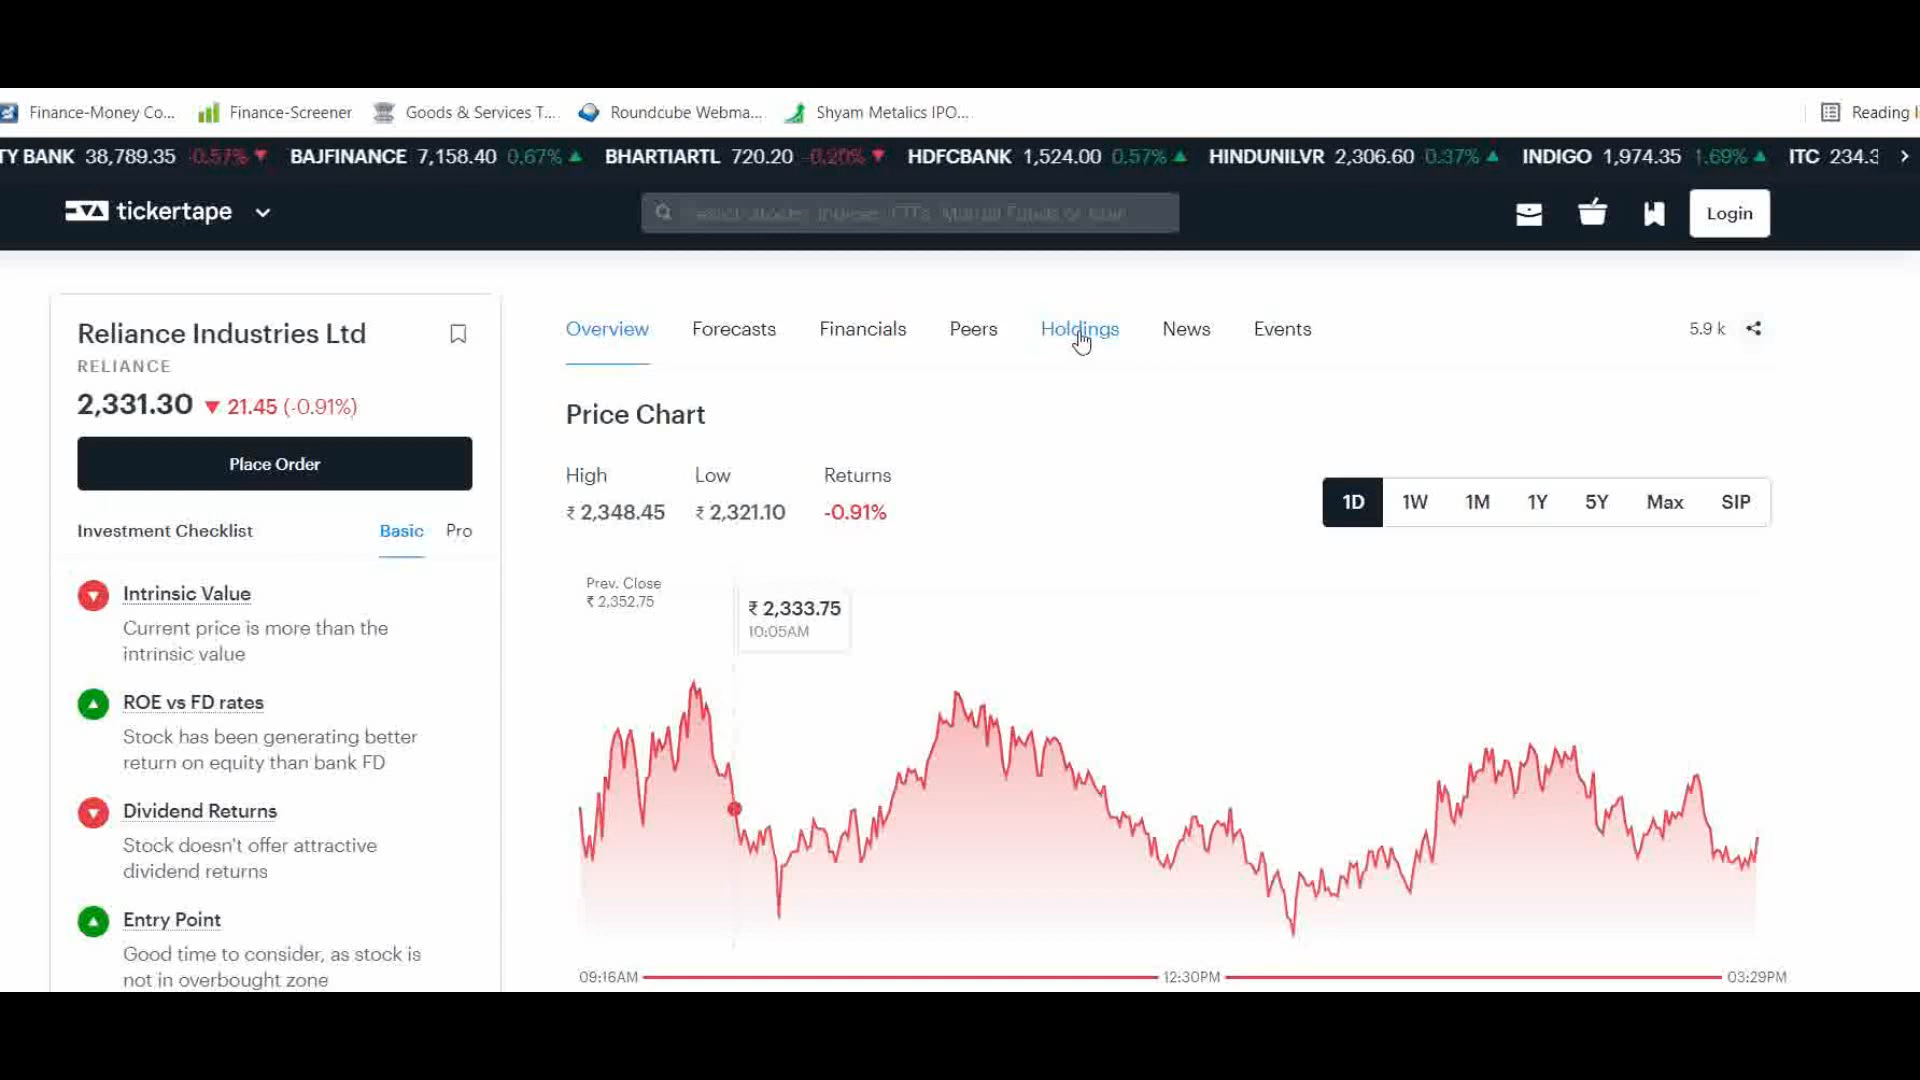 Finance-Money Co...
Finance-Screener
Goods & Services T...
Roundcube Webma...
Shyam Metalics IPO...
Reading
TY BANK 38,789.35 -0.57% BAJFINANCE 7,158.40 0.67% BHARTIARTL 720.20 -0.20% HDFCBANK 1,524.00 0.57% HINDUNILVR 2,306.60 0.37% INDIGO 1,974.35 1.69% ITC 234.3
tickertape
Login
Reliance Industries Ltd
RELIANCE
2,331.30 21.45 (-0.91%)
Place Order
Investment Checklist Basic Pro
Intrinsic Value
Current price is more than the
intrinsic value
ROE vs FD rates
Stock has been generating better
return on equity than bank FD
Dividend Returns
Stock doesn't offer attractive
dividend returns
Entry Point
Good time to consider, as stock is
not in overbought zone
Overview Forecasts Financials Peers Holdings News Events
5.9 k
Price Chart
High Low Returns
₹ 2,348.45 ₹ 2,321.10 -0.91%
1D 1W 1M 1Y 5Y Max SIP
Prev. Close
₹ 2,352.75
₹ 2,333.75
10:05AM
09:16AM 12:30PM 03:29PM